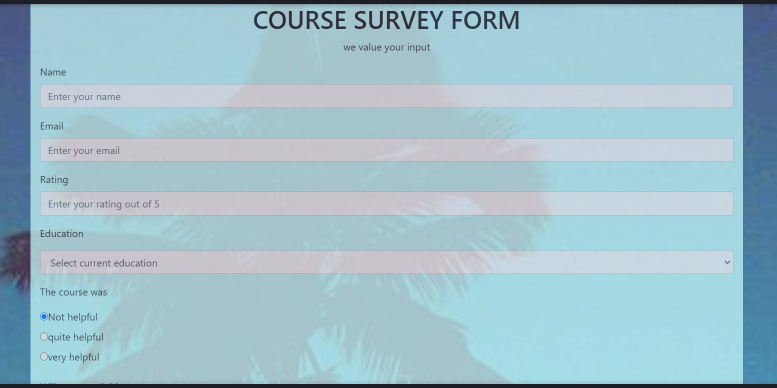 COURSE SURVEY FORM
we value your input
Name
Enter your name
Email
Enter your email
Rating
Enter your rating out of 5
Education
Select current education
The course was
Not helpful
quite helpful
very helpful